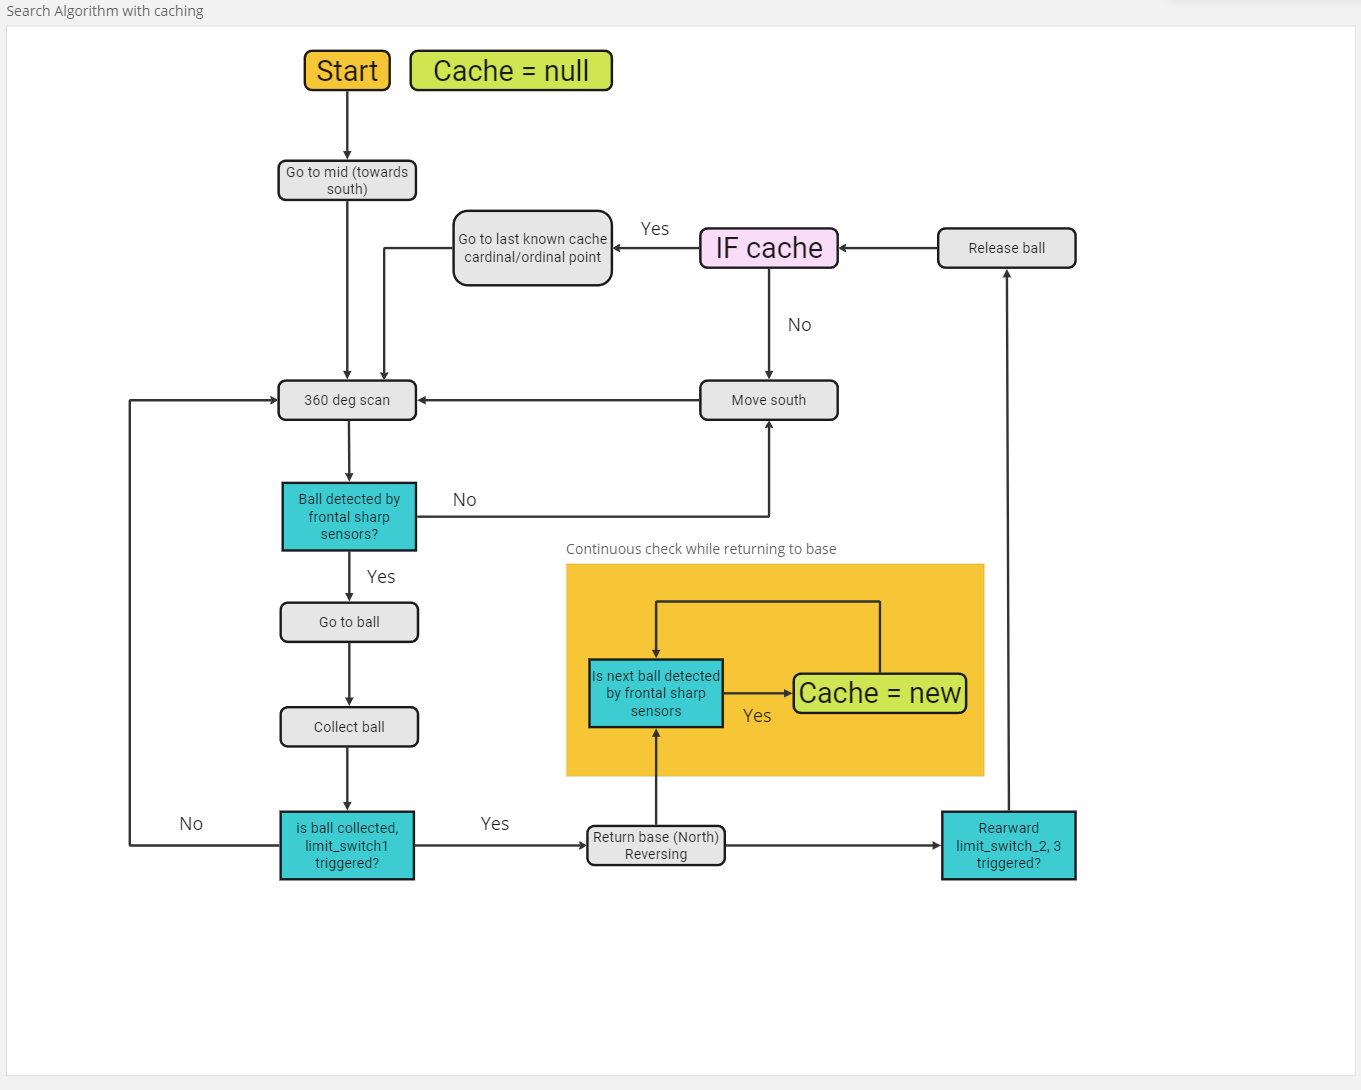 Search Algorithm with caching
Start
Cache = null
Go to mid (towards
south)
Go to last known cache
cardinal/ordinal point
Yes
IF cache
Release ball
No
360 deg scan
Move south
Ball detected by
frontal sharp
sensors?
No
Yes
Go to ball
Continuous check while returning to base
Is next ball detected
by frontal sharp
sensors
Yes
Cache = new
Collect ball
No
is ball collected,
limit_switch1
triggered?
Yes
Return base (North)
Reversing
Rearward
limit_switch_2, 3
triggered?